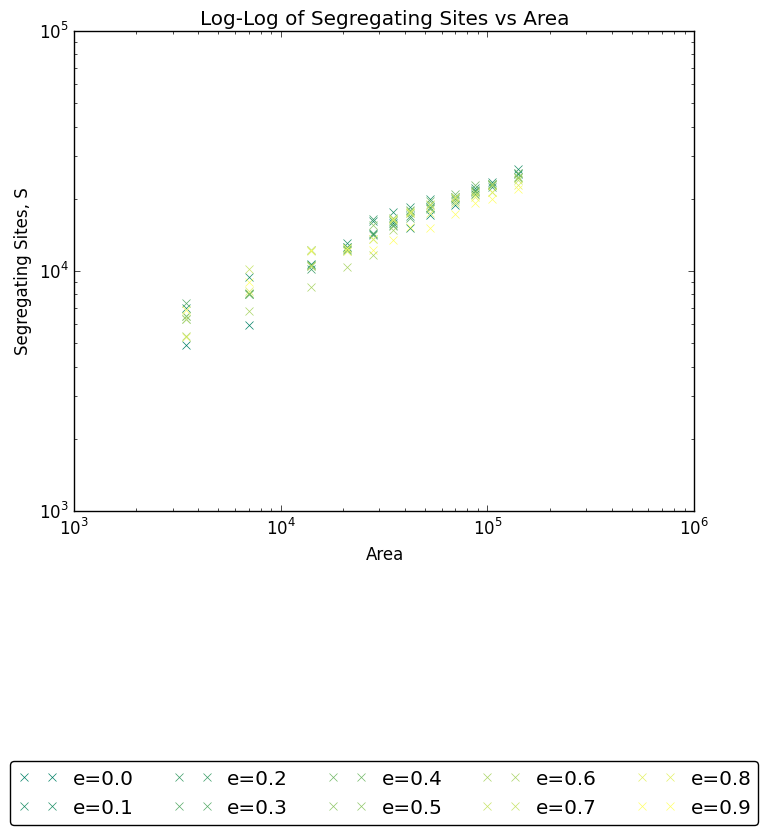 Log-Log of Segregating Sites vs Area
10^5
10^4
10^3
Segregating Sites, S
10^3 10^4 10^5 10^6
Area
e=0.0 e=0.2 e=0.4 e=0.6 e=0.8
e=0.1 e=0.3 e=0.5 e=0.7 e=0.9